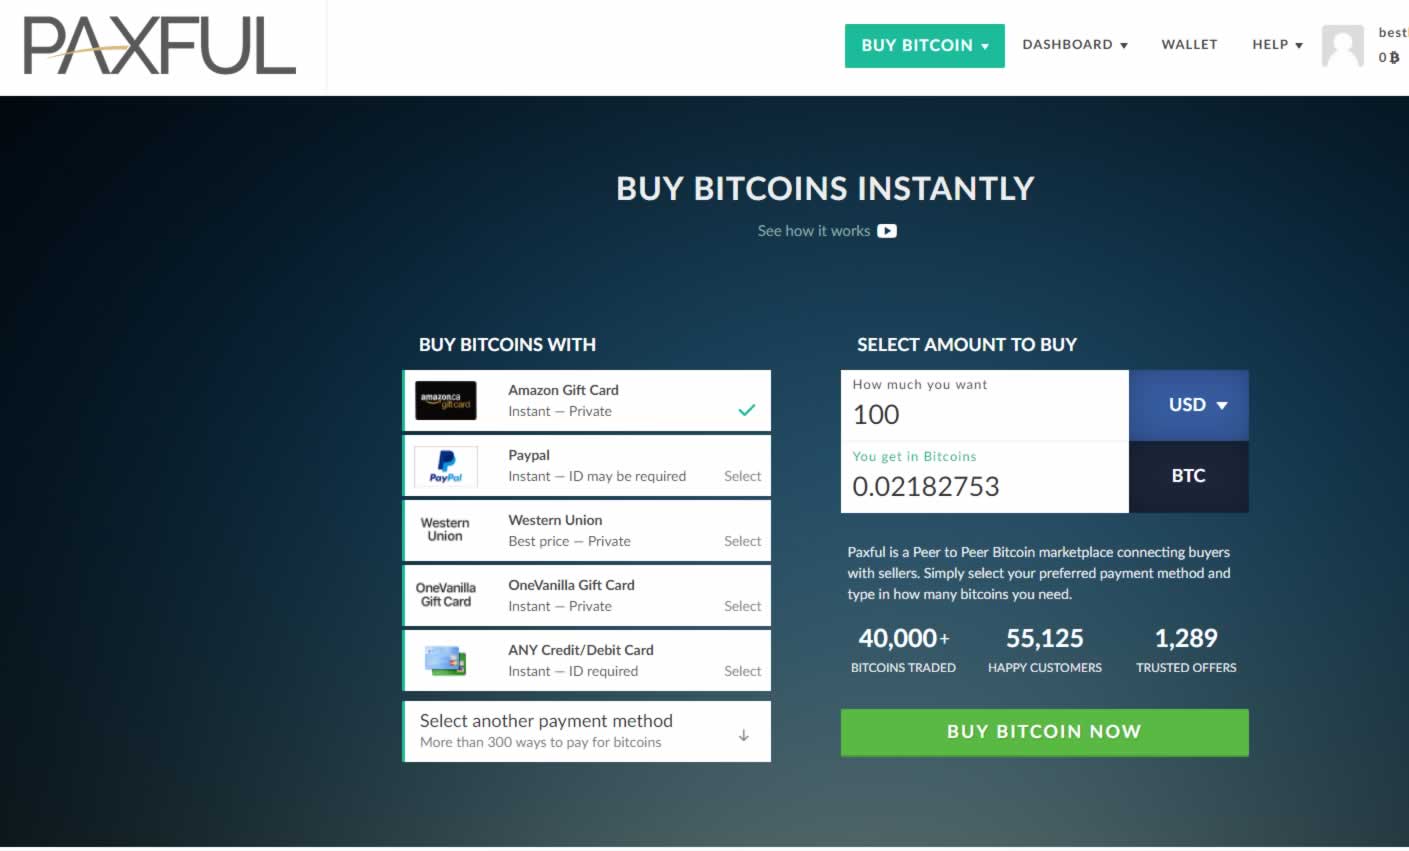 PAXFUL
BUY BITCOIN
DASHBOARD
WALLET
HELP
best
0
BUY BITCOINS INSTANTLY
See how it works
BUY BITCOINS WITH
amazon.ca
gift card
Amazon Gift Card
Instant — Private
PayPal
Paypal
Instant — ID may be required
Select
Western
Union
Western Union
Best price — Private
Select
OneVanilla
Gift Card
OneVanilla Gift Card
Instant — Private
Select
ANY Credit/Debit Card
Instant — ID required
Select
Select another payment method
More than 300 ways to pay for bitcoins
SELECT AMOUNT TO BUY
How much you want
100
USD
You get in Bitcoins
0.02182753
BTC
Paxful is a Peer to Peer Bitcoin marketplace connecting buyers
with sellers. Simply select your preferred payment method and
type in how many bitcoins you need.
40,000+
BITCOINS TRADED
55,125
HAPPY CUSTOMERS
1,289
TRUSTED OFFERS
BUY BITCOIN NOW